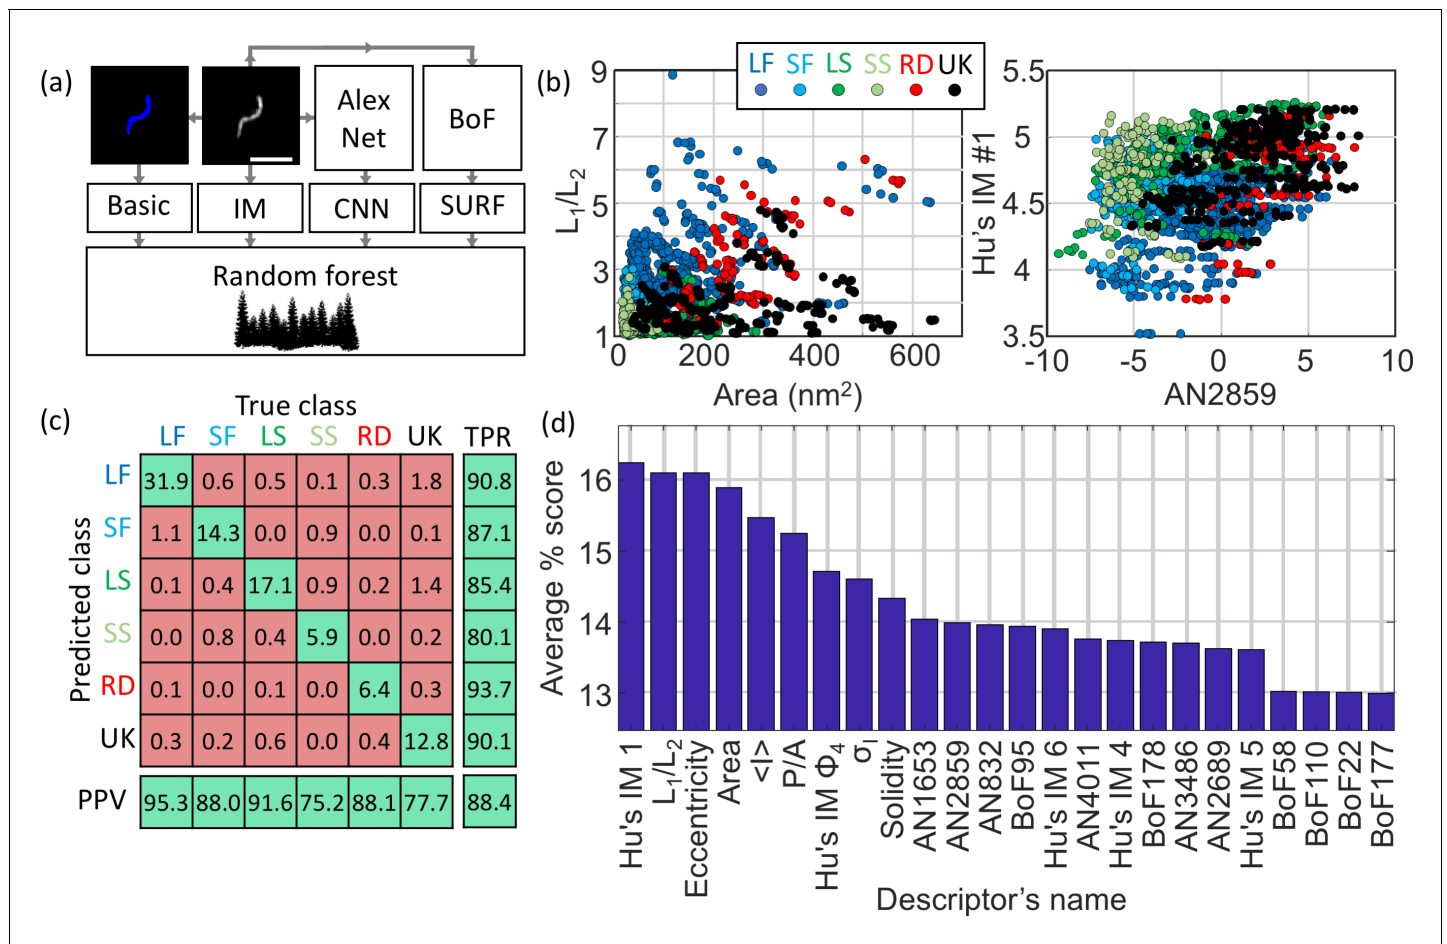 (a)
Alex
Net
BoF
Basic
IM
CNN
SURF
Random forest
(b)
LF SF LS SS RD UK
9
7
5
3
1
L1/L2
0 200 400 600
Area (nm2)
5.5
5
4.5
4
3.5
Hu's IM #1
-10 -5 0 5 10
AN2859
(c)
True class
LF SF LS SS RD UK TPR
Predicted class
LF 31.9 0.6 0.5 0.1 0.3 1.8 90.8
SF 1.1 14.3 0.0 0.9 0.0 0.1 87.1
LS 0.1 0.4 17.1 0.9 0.2 1.4 85.4
SS 0.0 0.8 0.4 5.9 0.0 0.2 80.1
RD 0.1 0.0 0.1 0.0 6.4 0.3 93.7
UK 0.3 0.2 0.6 0.0 0.4 12.8 90.1
PPV 95.3 88.0 91.6 75.2 88.1 77.7 88.4
(d)
Average % score
16
15
14
13
Hu's IM 1
L1/L2
Eccentricity
Area
<I>
P/A
Hu's IM Φ4
σI
Solidity
AN1653
AN2859
AN832
BoF95
Hu's IM 6
AN4011
Hu's IM 4
BoF178
AN3486
AN2689
Hu's IM 5
BoF58
BoF110
BoF22
BoF177
Descriptor's name